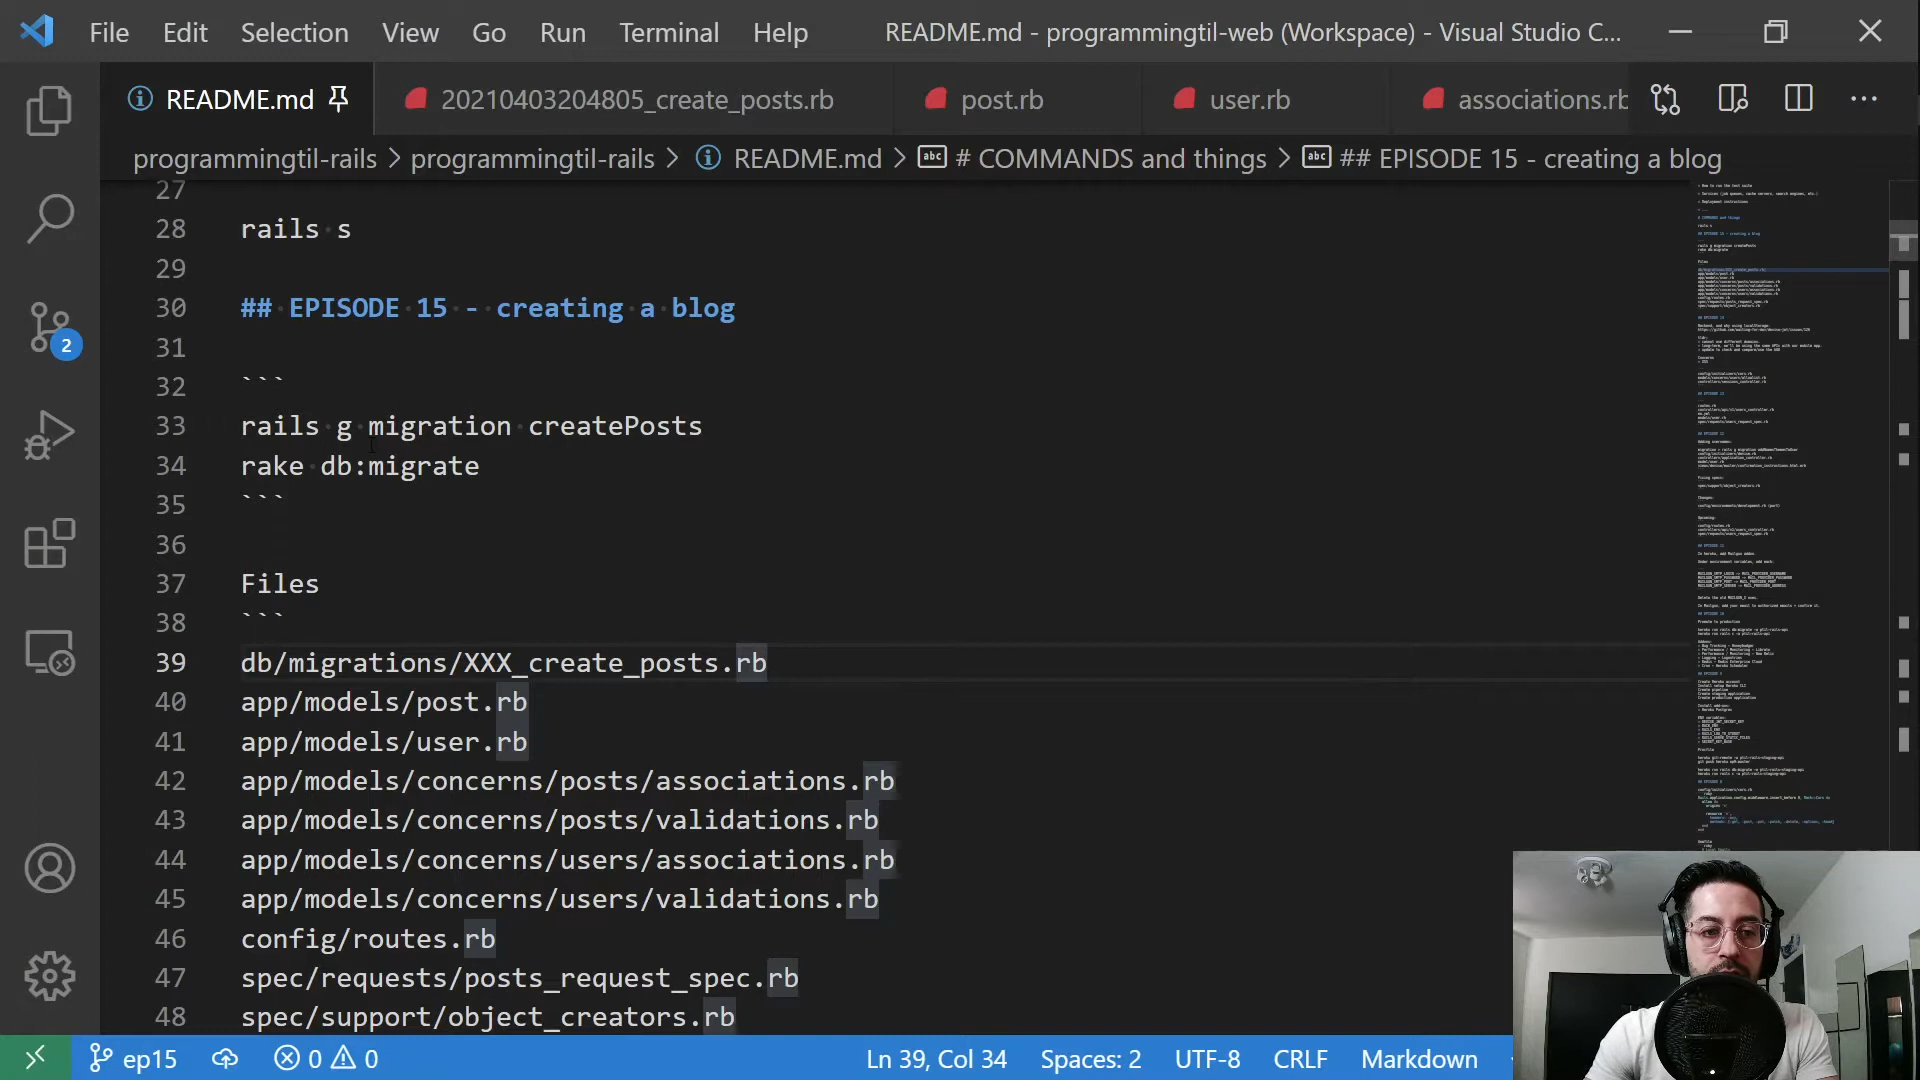 File Edit Selection View Go Run Terminal Help README.md - programmingtil-web (Workspace) - Visual Studio C...
README.md 20210403204805_create_posts.rb post.rb user.rb associations.rb
programmingtil-rails > programmingtil-rails > README.md > abc # COMMANDS and things > abc ## EPISODE 15 - creating a blog
27
28 rails s
29
30 ## EPISODE 15 - creating a blog
31
32 ```
33 rails g migration createPosts
34 rake db:migrate
35 ```
36
37 Files
38 ```
39 db/migrations/XXX_create_posts.rb
40 app/models/post.rb
41 app/models/user.rb
42 app/models/concerns/posts/associations.rb
43 app/models/concerns/posts/validations.rb
44 app/models/concerns/users/associations.rb
45 app/models/concerns/users/validations.rb
46 config/routes.rb
47 spec/requests/posts_request_spec.rb
48 spec/support/object_creators.rb
2
ep15 0 0 Ln 39, Col 34 Spaces: 2 UTF-8 CRLF Markdown